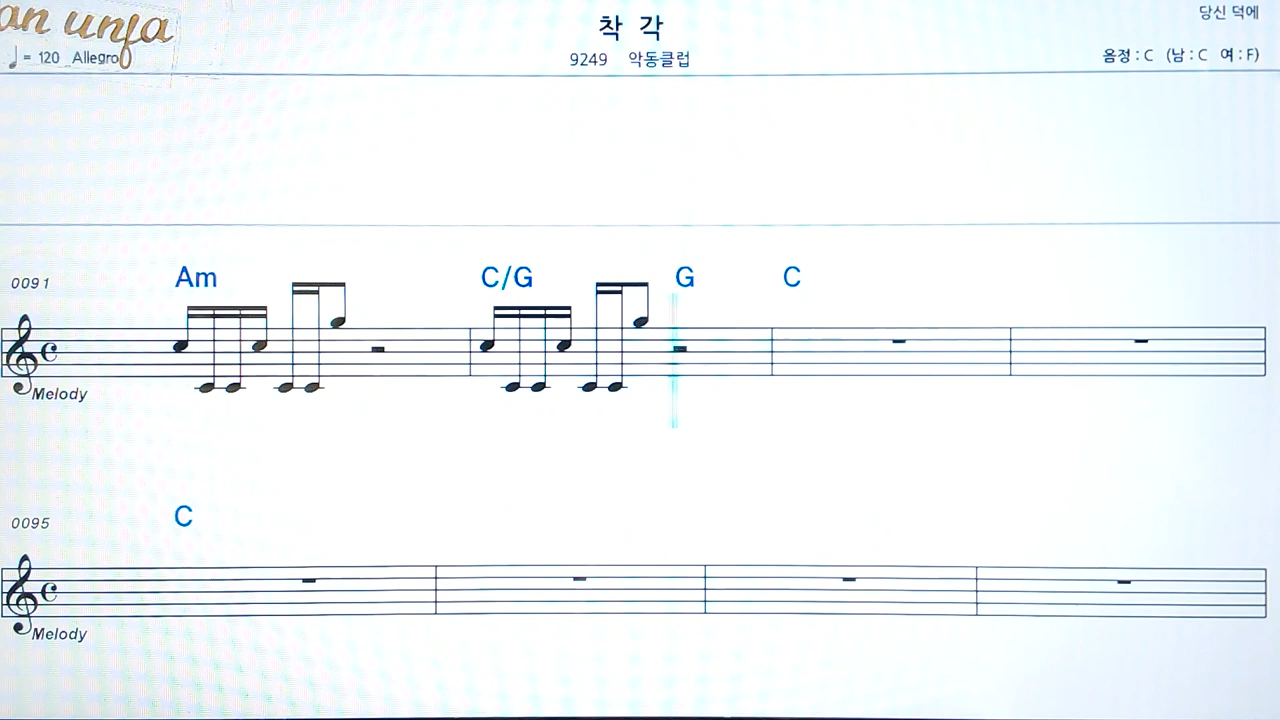 an unfa
착 각
당신 덕에
= 120 Allegro
9249 악동클럽
음정 : C (남 : C 여 : F)
0091
Am C/G G C
Melody
0095
C
Melody